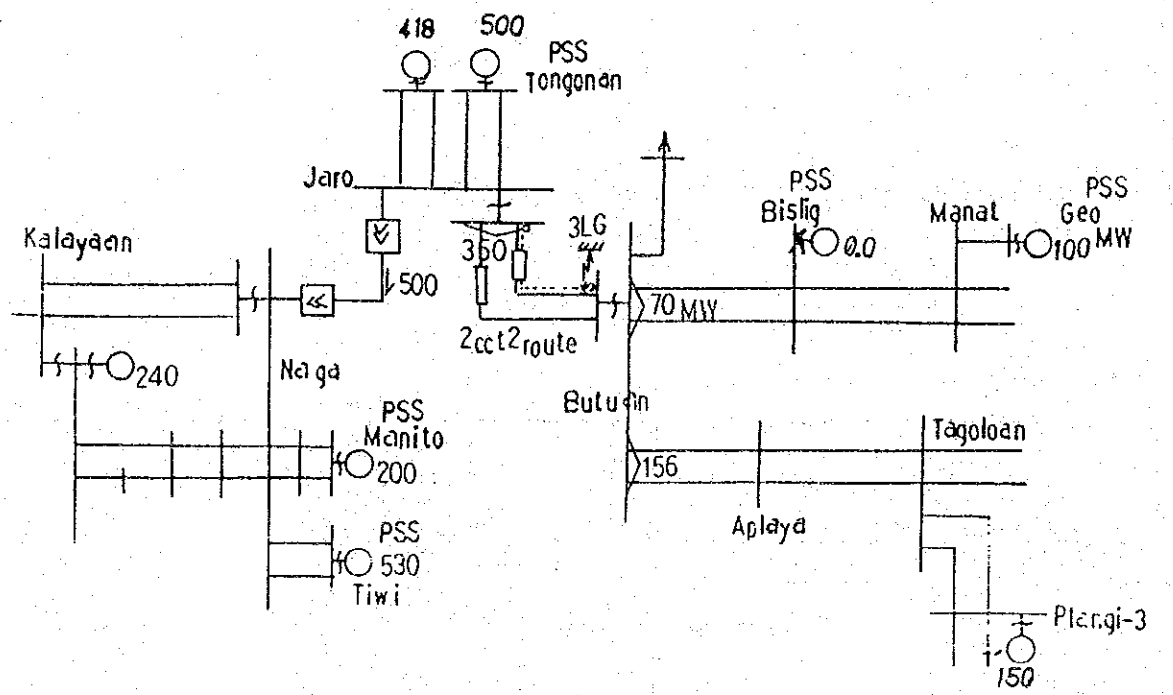 418
500
PSS
Tongonan
Jaro
3LG
PSS
Bislig
0.0
Manat
PSS
Geo
100 MW
Kalayaan
350
500
70 MW
2cct2route
240
Naga
Butuan
PSS
Manito
200
156
Tagoloan
Aplaya
PSS
530
Tiwi
Plangi-3
150